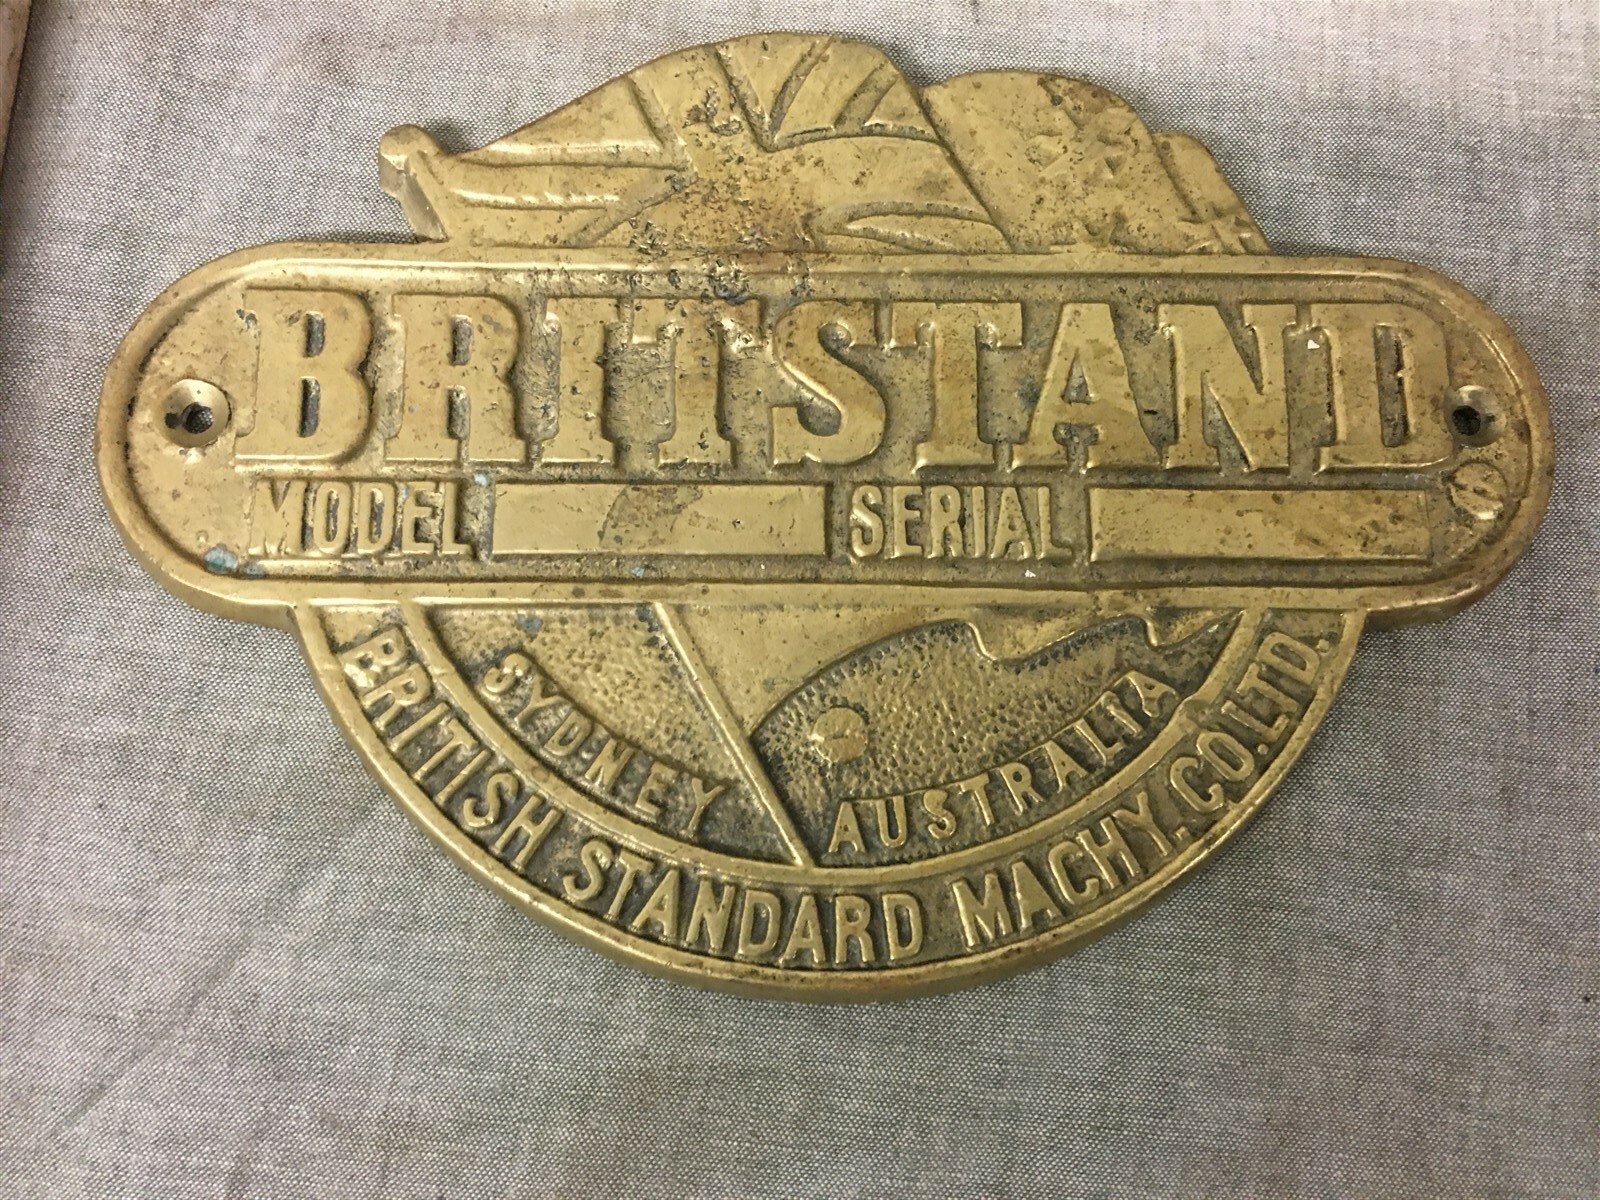 BRITSTAND
MODEL SERIAL
SYDNEY AUSTRALIA
BRITISH STANDARD MACHY. CO. LTD.